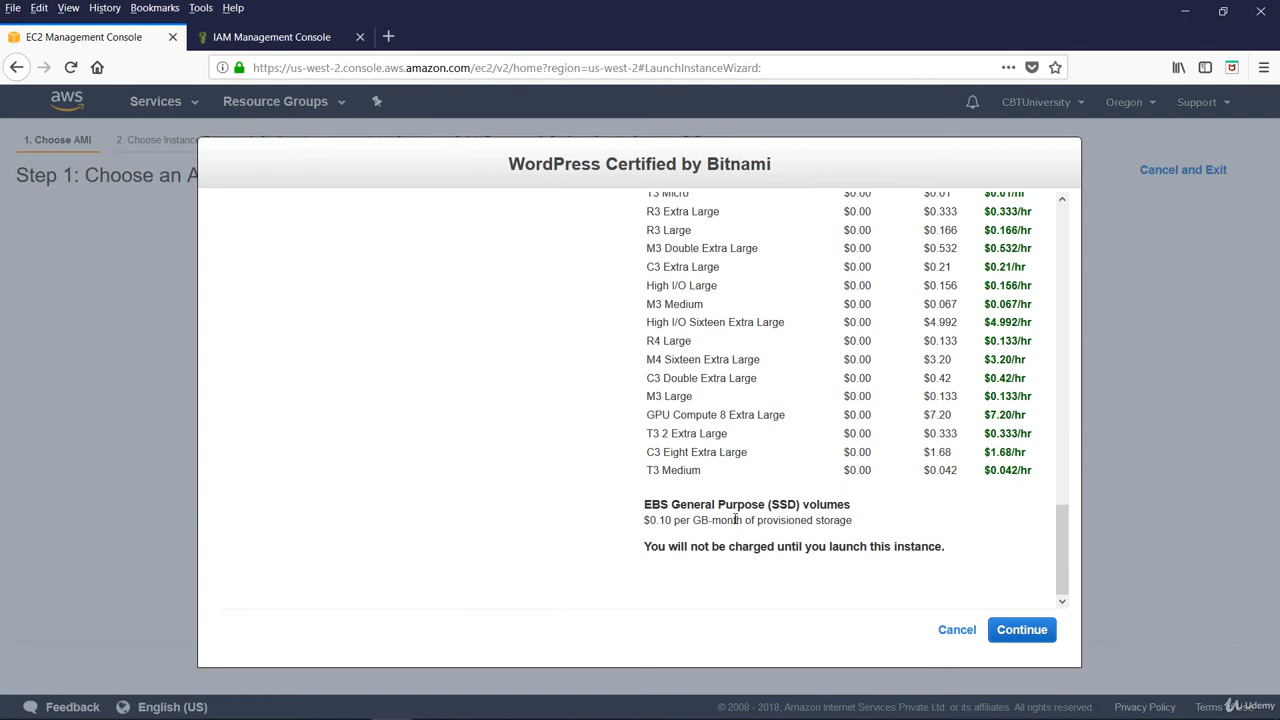 File Edit View History Bookmarks Tools Help
EC2 Management Console
IAM Management Console
https://us-west-2.console.aws.amazon.com/ec2/v2/home?region=us-west-2#LaunchInstanceWizard:
aws Services Resource Groups CBTUniversity Oregon Support
1. Choose AMI 2. Choose Instance
Step 1: Choose an A
Cancel and Exit
WordPress Certified by Bitnami
T3 Micro $0.00 $0.01 $0.01/hr
R3 Extra Large $0.00 $0.333 $0.333/hr
R3 Large $0.00 $0.166 $0.166/hr
M3 Double Extra Large $0.00 $0.532 $0.532/hr
C3 Extra Large $0.00 $0.21 $0.21/hr
High I/O Large $0.00 $0.156 $0.156/hr
M3 Medium $0.00 $0.067 $0.067/hr
High I/O Sixteen Extra Large $0.00 $4.992 $4.992/hr
R4 Large $0.00 $0.133 $0.133/hr
M4 Sixteen Extra Large $0.00 $3.20 $3.20/hr
C3 Double Extra Large $0.00 $0.42 $0.42/hr
M3 Large $0.00 $0.133 $0.133/hr
GPU Compute 8 Extra Large $0.00 $7.20 $7.20/hr
T3 2 Extra Large $0.00 $0.333 $0.333/hr
C3 Eight Extra Large $0.00 $1.68 $1.68/hr
T3 Medium $0.00 $0.042 $0.042/hr
EBS General Purpose (SSD) volumes
$0.10 per GB-month of provisioned storage
You will not be charged until you launch this instance.
Cancel Continue
Feedback English (US) © 2008 - 2018, Amazon Internet Services Private Ltd. or its affiliates. All rights reserved. Privacy Policy Terms Udemy